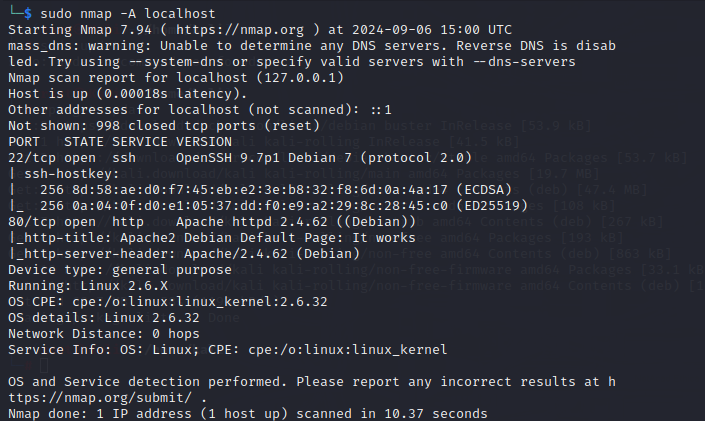 └─$ sudo nmap -A localhost
Starting Nmap 7.94 ( https://nmap.org ) at 2024-09-06 15:00 UTC
mass_dns: warning: Unable to determine any DNS servers. Reverse DNS is disab
led. Try using --system-dns or specify valid servers with --dns-servers
Nmap scan report for localhost (127.0.0.1)
Host is up (0.00018s latency).
Other addresses for localhost (not scanned): ::1
Not shown: 998 closed tcp ports (reset)
PORT   STATE SERVICE VERSION
22/tcp open  ssh     OpenSSH 9.7p1 Debian 7 (protocol 2.0)
| ssh-hostkey:
|   256 8d:58:ae:d0:f7:45:eb:e2:3e:b8:32:f8:6d:0a:4a:17 (ECDSA)
|_  256 0a:04:0f:d0:e1:05:37:dd:f0:e9:a2:29:8c:28:45:c0 (ED25519)
80/tcp open  http    Apache httpd 2.4.62 ((Debian))
|_http-title: Apache2 Debian Default Page: It works
|_http-server-header: Apache/2.4.62 (Debian)
Device type: general purpose
Running: Linux 2.6.X
OS CPE: cpe:/o:linux:linux_kernel:2.6.32
OS details: Linux 2.6.32
Network Distance: 0 hops
Service Info: OS: Linux; CPE: cpe:/o:linux:linux_kernel
OS and Service detection performed. Please report any incorrect results at h
ttps://nmap.org/submit/ .
Nmap done: 1 IP address (1 host up) scanned in 10.37 seconds